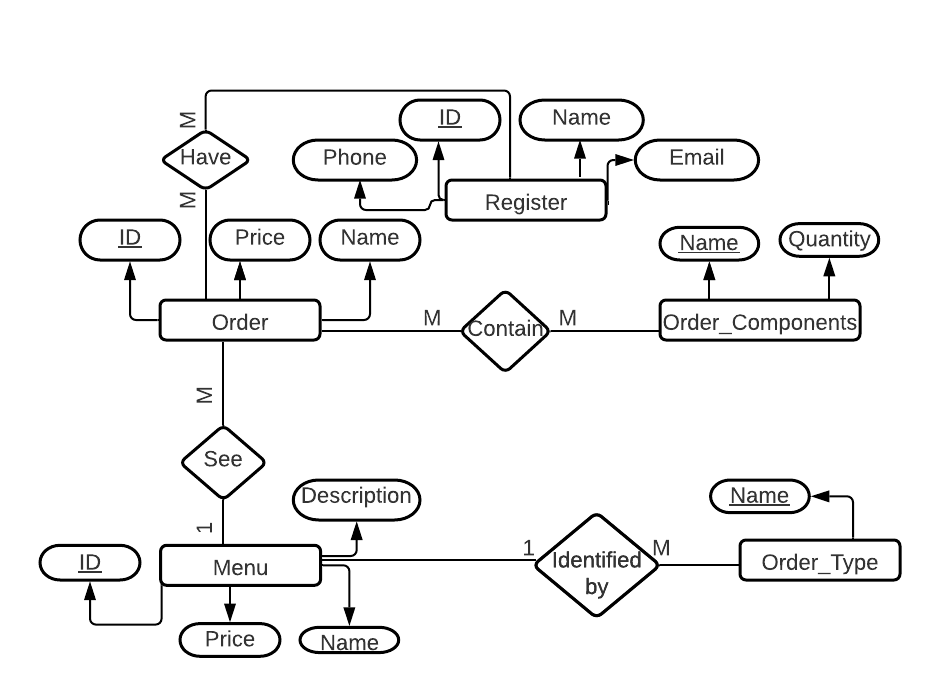 M
Have
M
ID
Name
Phone
Email
Register
ID
Price
Name
Name
Quantity
Order
M
Contain
M
Order_Components
M
See
1
Description
Name
ID
Menu
1
Identified
by
M
Order_Type
Price
Name